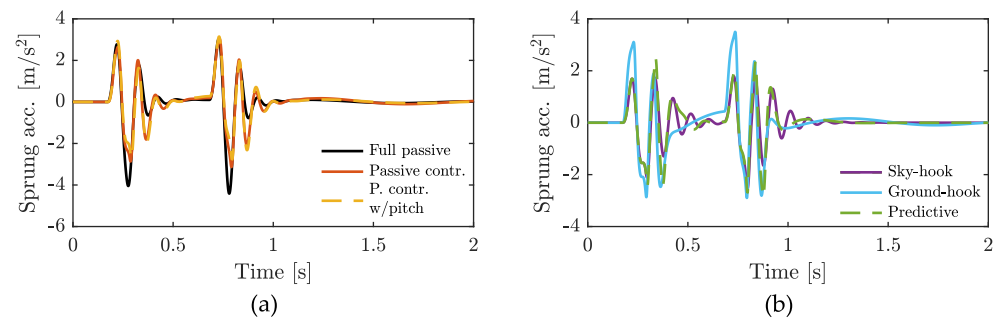 4
2
0
-2
-4
-6
0
0.5
1
1.5
2
Sprung acc. [m/s²]
Time [s]
Full passive
Passive contr.
P. contr.
w/pitch
(a)
4
2
0
-2
-4
0
0.5
1
1.5
2
Sprung acc. [m/s²]
Time [s]
Sky-hook
Ground-hook
Predictive
(b)